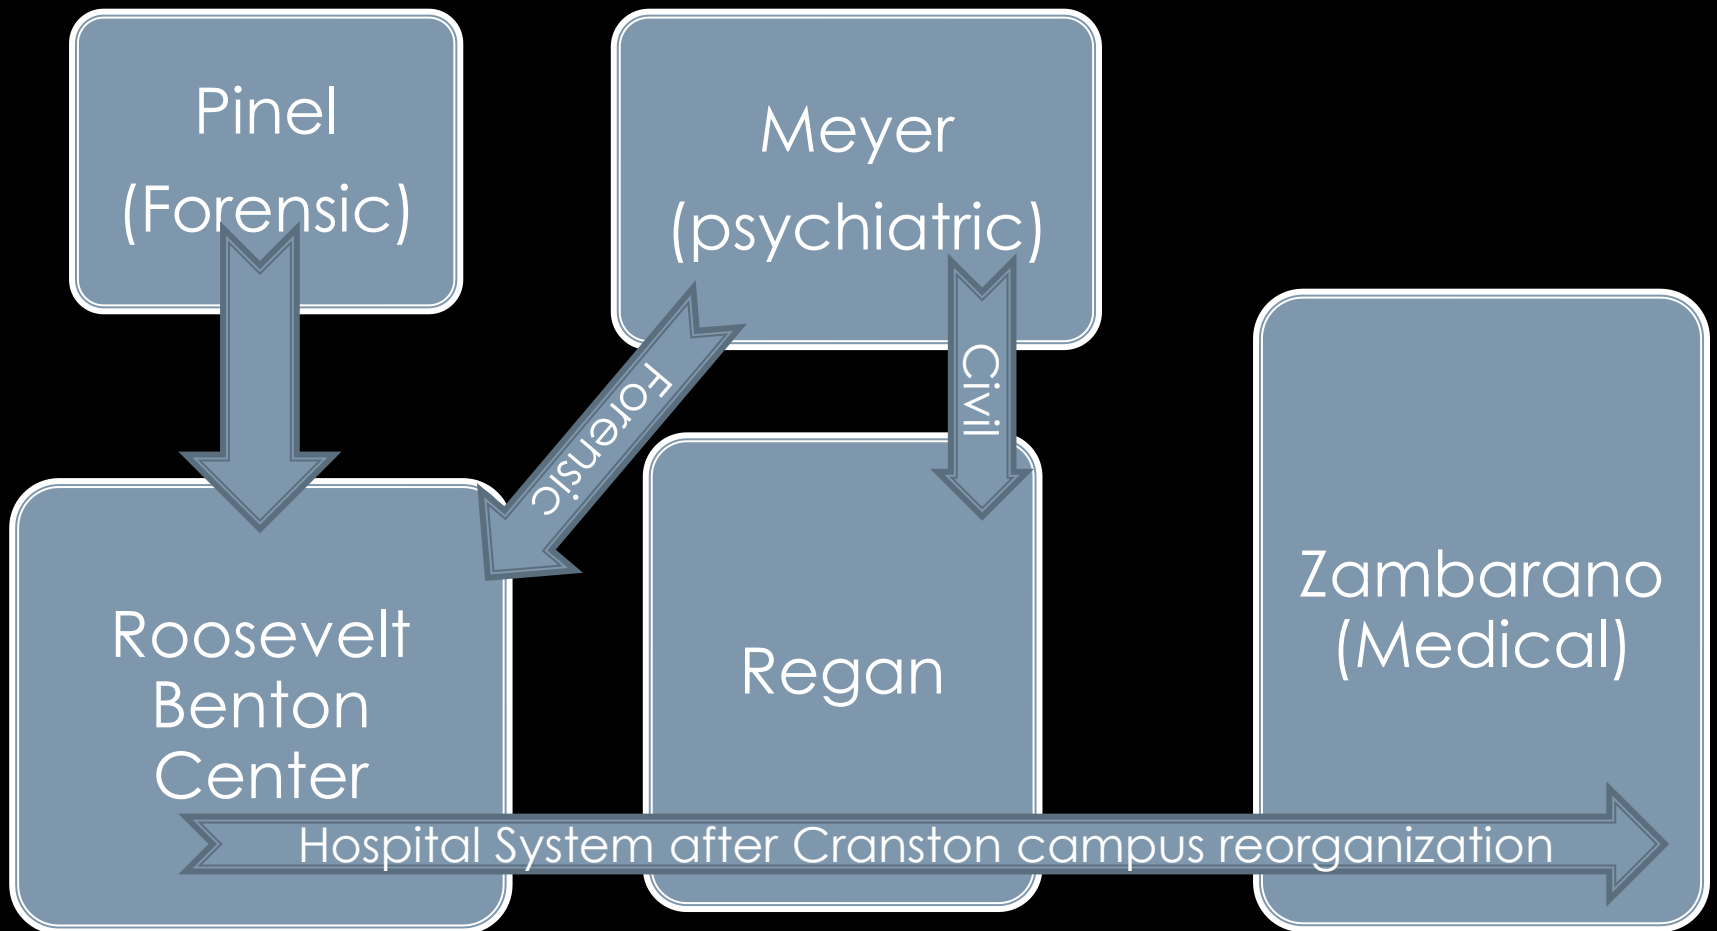 Pinel
(Forensic)
Meyer
(psychiatric)
Forensic
Civil
Roosevelt
Benton
Center
Regan
Zambarano
(Medical)
Hospital System after Cranston campus reorganization